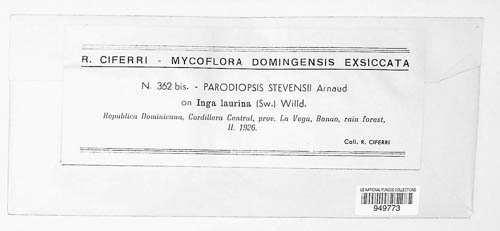 R. CIFERRI - MYCOFLORA DOMINGENSIS EXSICCATA
N. 362 bis. - PARODIOPSIS STEVENSII Arnaud
on Inga laurina (Sw.) Willd.
Republica Dominicana, Cordillera Central, prov. La Vega, Bonao, rain forest,
II. 1926.
Coll. R. CIFERRI
US NATIONAL FUNGUS COLLECTIONS
949773